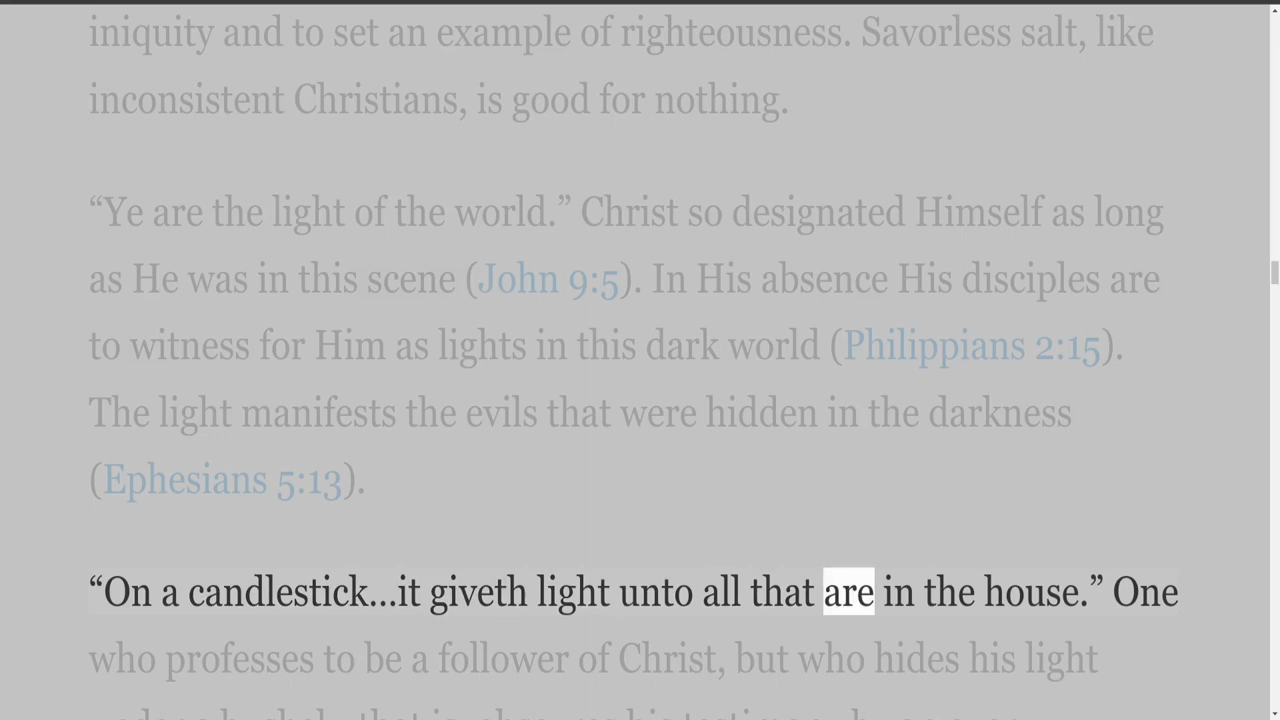 iniquity and to set an example of righteousness. Savorless salt, like
inconsistent Christians, is good for nothing.
“Ye are the light of the world.” Christ so designated Himself as long
as He was in this scene (John 9:5). In His absence His disciples are
to witness for Him as lights in this dark world (Philippians 2:15).
The light manifests the evils that were hidden in the darkness
(Ephesians 5:13).
“On a candlestick…it giveth light unto all that are in the house.” One
who professes to be a follower of Christ, but who hides his light